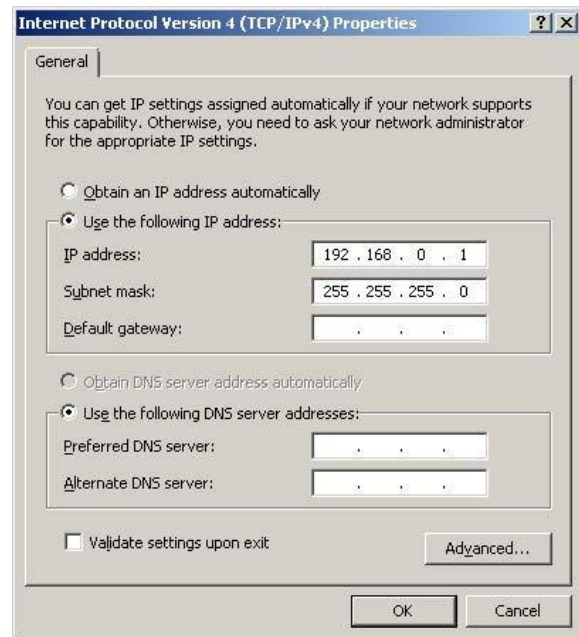 Internet Protocol Version 4 (TCP/IPv4) Properties
General
You can get IP settings assigned automatically if your network supports
this capability. Otherwise, you need to ask your network administrator
for the appropriate IP settings.
Obtain an IP address automatically
Use the following IP address:
IP address: 192 . 168 . 0 . 1
Subnet mask: 255 . 255 . 255 . 0
Default gateway: . . .
Obtain DNS server address automatically
Use the following DNS server addresses:
Preferred DNS server: . . .
Alternate DNS server: . . .
Validate settings upon exit
Advanced...
OK Cancel